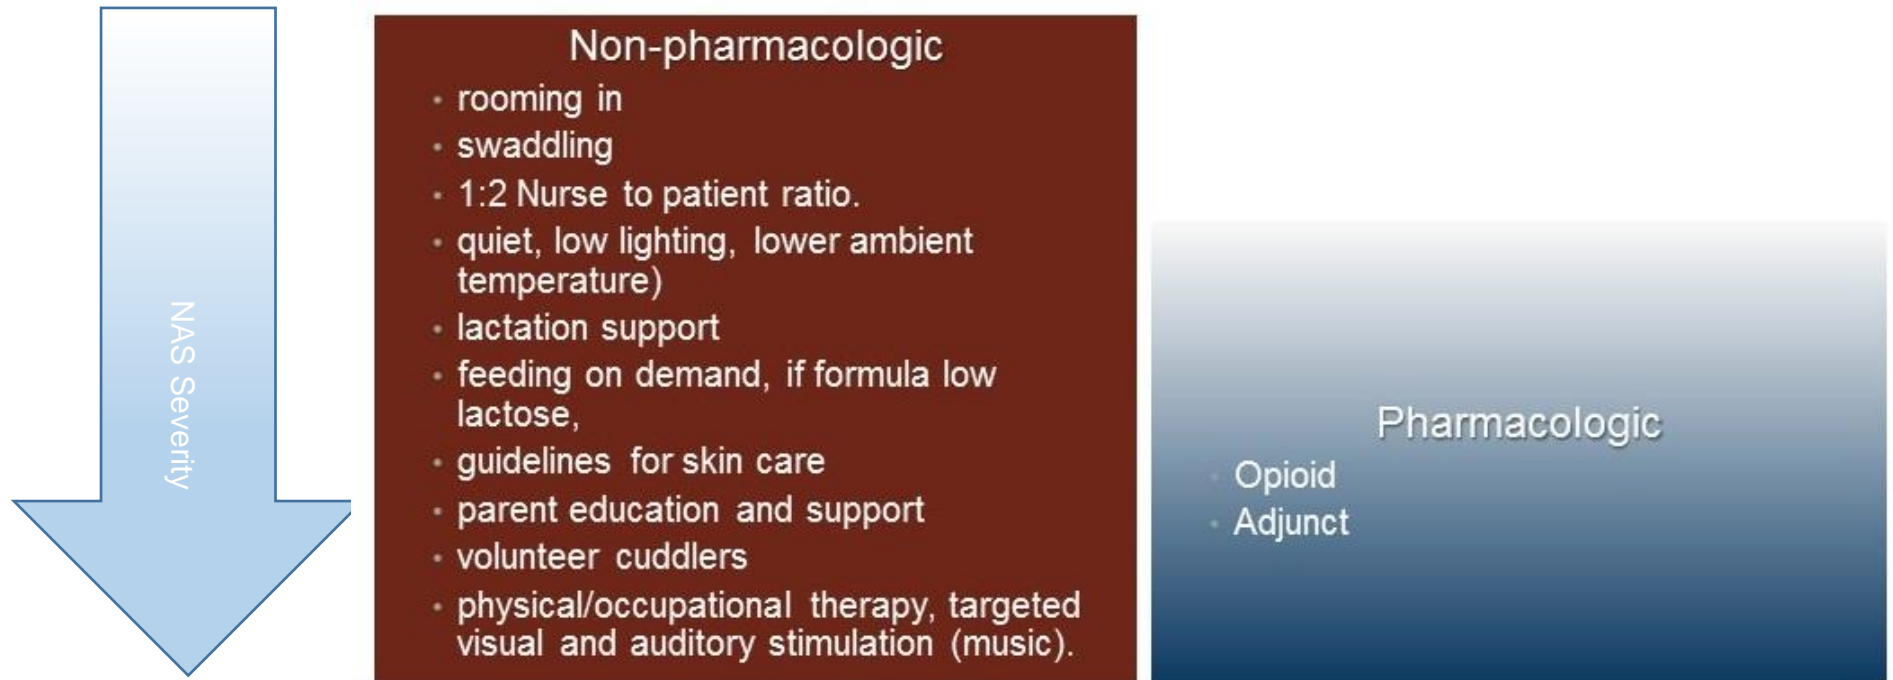 NAS Severity
Non-pharmacologic
• rooming in
• swaddling
• 1:2 Nurse to patient ratio.
• quiet, low lighting, lower ambient
temperature)
• lactation support
• feeding on demand, if formula low
lactose,
• guidelines for skin care
• parent education and support
• volunteer cuddlers
• physical/occupational therapy, targeted
visual and auditory stimulation (music).
Pharmacologic
• Opioid
• Adjunct